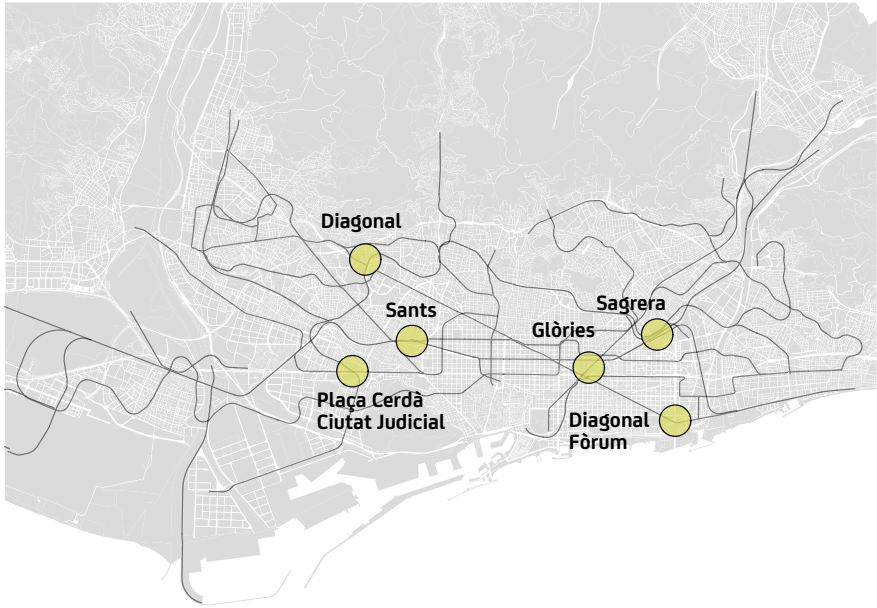 Diagonal
Sants
Sagrera
Glòries
Plaça Cerdà
Ciutat Judicial
Diagonal
Fòrum